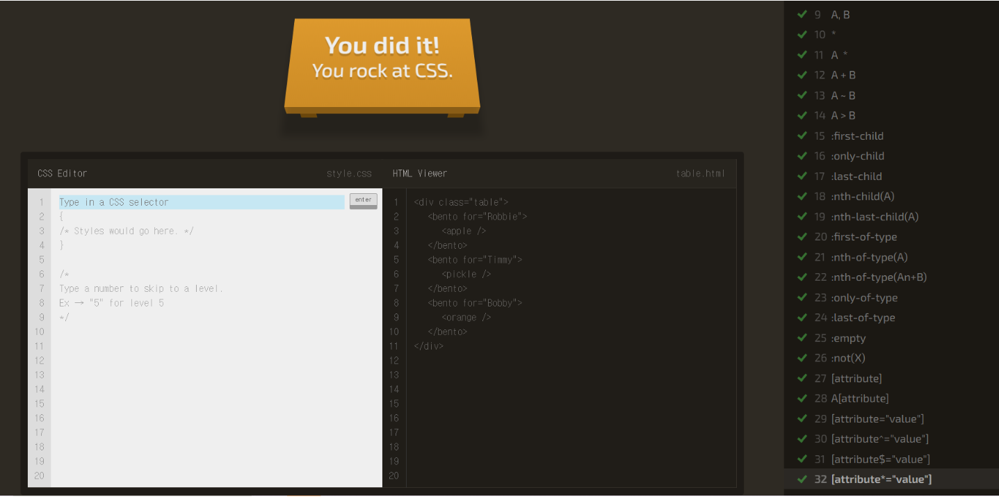 You did it!
You rock at CSS.
CSS Editor
style.css
HTML Viewer
table.html
1 Type in a CSS selector
enter
2 {
3 /* Styles would go here. */
4 }
5
6 /*
7 Type a number to skip to a level.
8 Ex → "5" for level 5
9 */
10
11
12
13
14
15
16
17
18
19
20
1 <div class="table">
2 <bento for="Robbie">
3 <apple />
4 </bento>
5 <bento for="Timmy">
6 <pickle />
7 </bento>
8 <bento for="Bobby">
9 <orange />
10 </bento>
11 </div>
12
13
14
15
16
17
18
19
20
9 A, B
10 *
11 A *
12 A + B
13 A ~ B
14 A > B
15 :first-child
16 :only-child
17 :last-child
18 :nth-child(A)
19 :nth-last-child(A)
20 :first-of-type
21 :nth-of-type(A)
22 :nth-of-type(An+B)
23 :only-of-type
24 :last-of-type
25 :empty
26 :not(X)
27 [attribute]
28 A[attribute]
29 [attribute="value"]
30 [attribute^="value"]
31 [attribute$="value"]
32 [attribute*="value"]